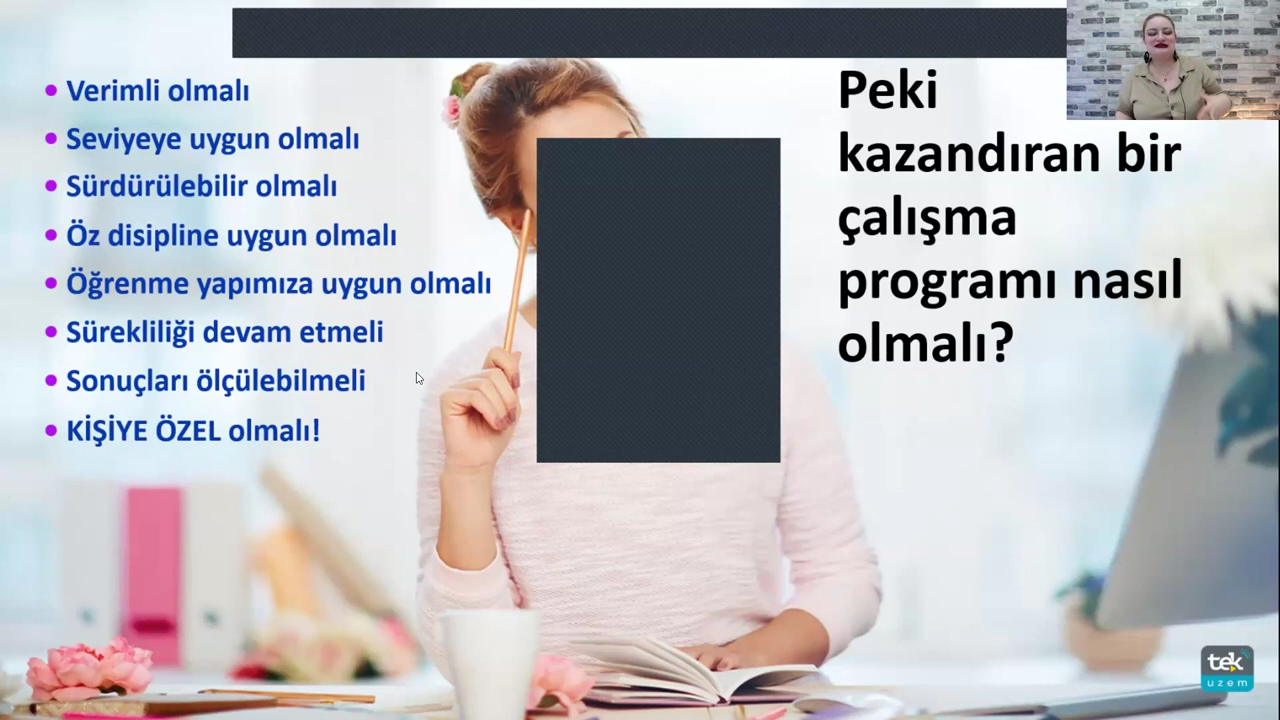 • Verimli olmalı
• Seviyeye uygun olmalı
• Sürdürülebilir olmalı
• Öz disipline uygun olmalı
• Öğrenme yapımıza uygun olmalı
• Sürekliliği devam etmeli
• Sonuçları ölçülebilmeli
• KİŞİYE ÖZEL olmalı!
Peki
kazandıran bir
çalışma
programı nasıl
olmalı?
tek
uzem